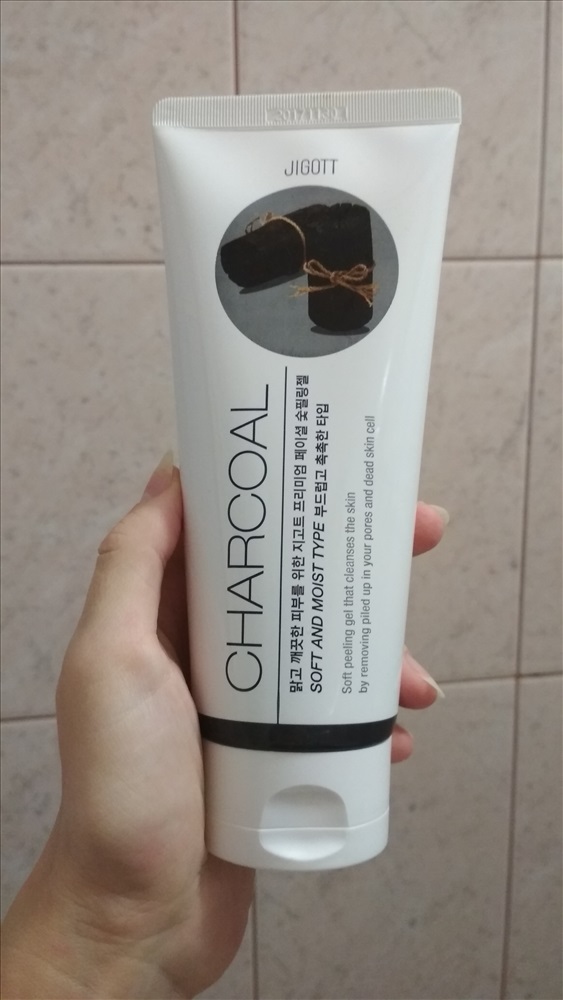 JIGOTT
CHARCOAL
맑고 깨끗한 피부를 위한 지고트 프리미엄 페이셜 숯필링젤
SOFT AND MOIST TYPE 부드럽고 촉촉한 타입
Soft peeling gel that cleanses the skin
by removing piled up in your pores and dead skin cell